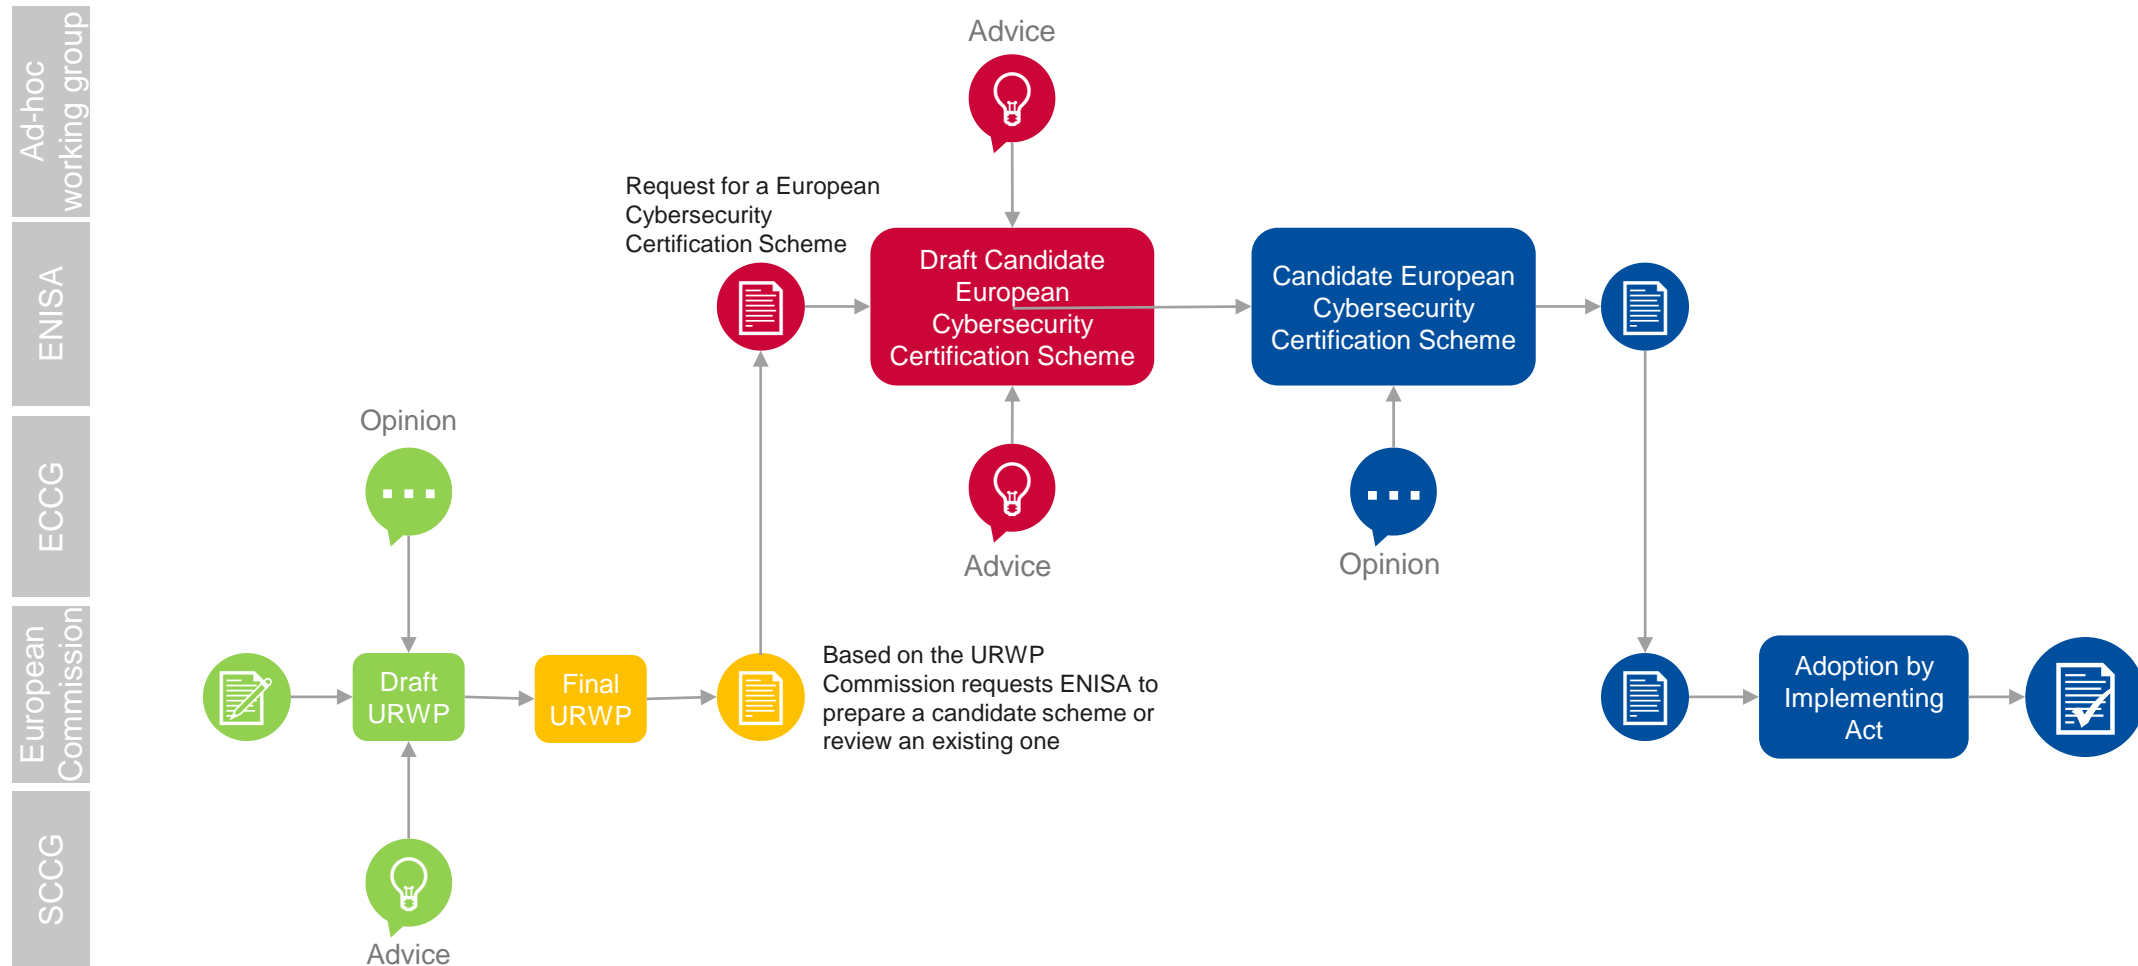 Ad-hoc
working group
ENISA
ECCG
European
Commission
SCCG
Advice
Request for a European
Cybersecurity
Certification Scheme
Draft Candidate
European
Cybersecurity
Certification Scheme
Candidate European
Cybersecurity
Certification Scheme
Opinion
Advice
Opinion
Draft
URWP
Final
URWP
Based on the URWP
Commission requests ENISA to
prepare a candidate scheme or
review an existing one
Adoption by
Implementing
Act
Advice